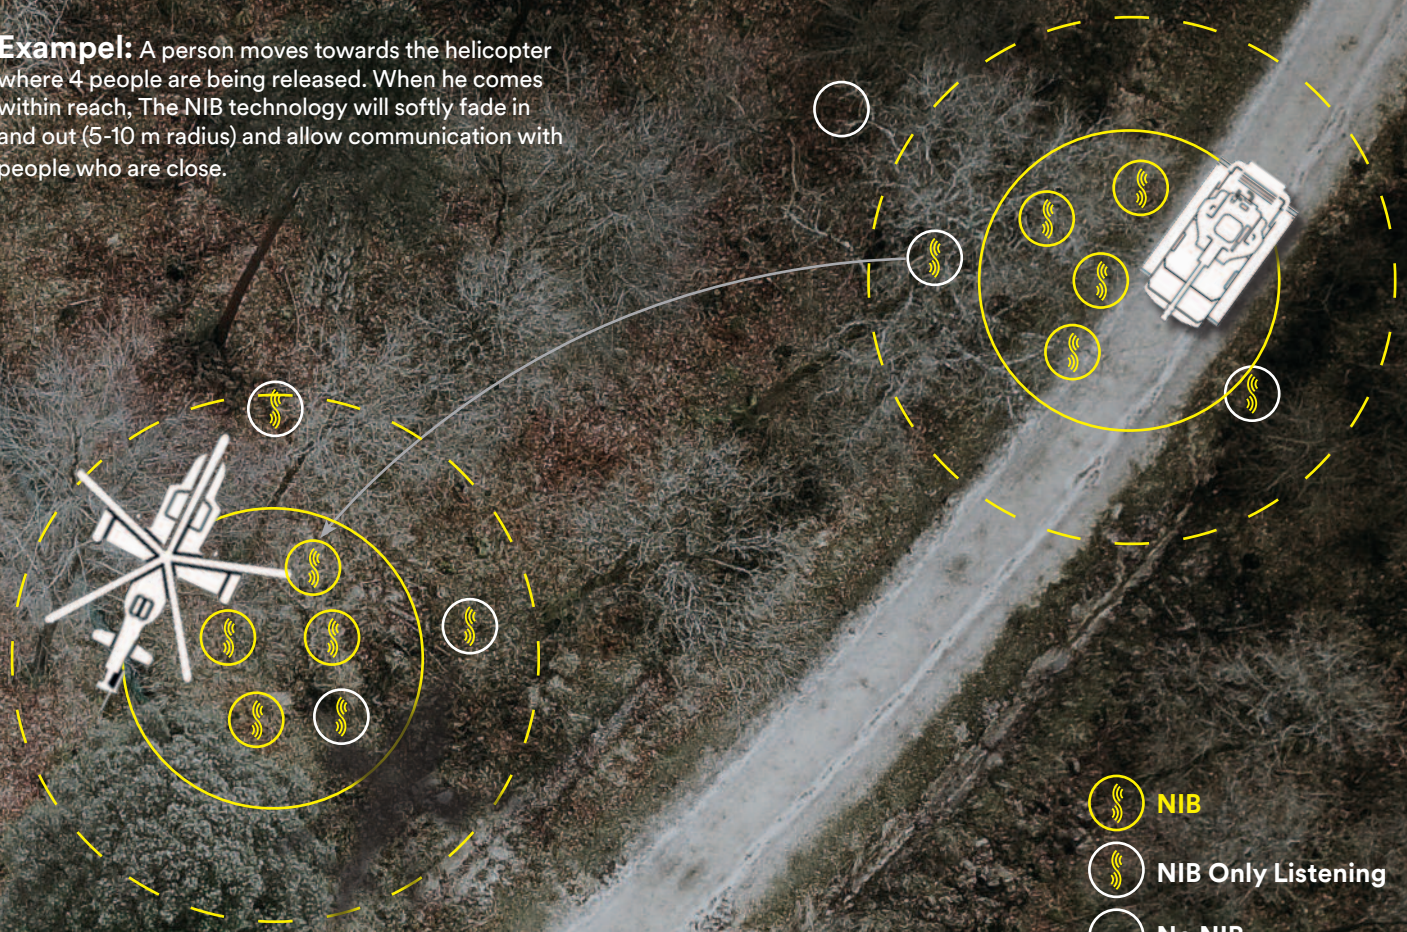 Exampel: A person moves towards the helicopter
where 4 people are being released. When he comes
within reach, The NIB technology will softly fade in
and out (5-10 m radius) and allow communication with
people who are close.
NIB
NIB Only Listening
No NIB